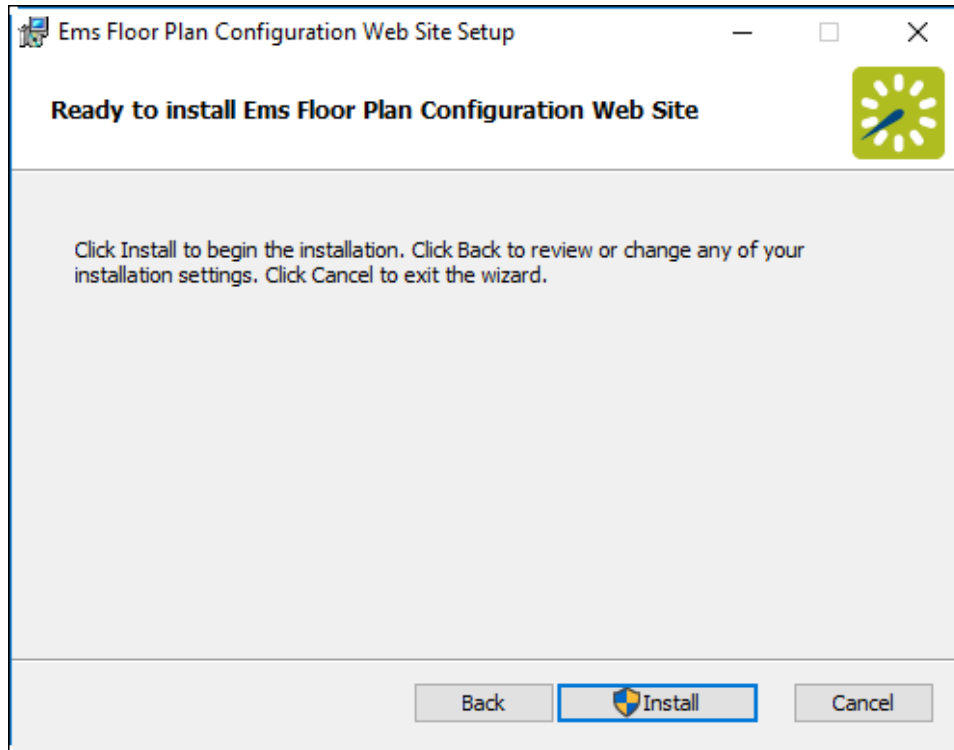 Ems Floor Plan Configuration Web Site Setup
Ready to install Ems Floor Plan Configuration Web Site
Click Install to begin the installation. Click Back to review or change any of your
installation settings. Click Cancel to exit the wizard.
Back
Install
Cancel